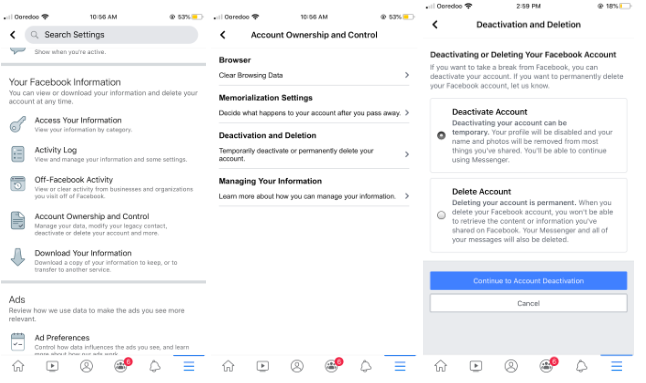 Ooredoo 10:56 AM 53%
Search Settings
Show when you're active.
Your Facebook Information
You can view or download your information and delete your
account at any time.
Access Your Information
View your information by category.
Activity Log
View and manage your information and some settings.
Off-Facebook Activity
View or clear activity from businesses and organizations
you visit off of Facebook.
Account Ownership and Control
Manage your data, modify your legacy contact,
deactivate or delete your account and more.
Download Your Information
Download a copy of your information to keep, or to
transfer to another service.
Ads
Review how we use data to make the ads you see more
relevant.
Ad Preferences
Control how data influences the ads you see, and learn
more about how our ads work.
6
Ooredoo 10:56 AM 53%
Account Ownership and Control
Browser
Clear Browsing Data
Memorialization Settings
Decide what happens to your account after you pass away.
Deactivation and Deletion
Temporarily deactivate or permanently delete your
account.
Managing Your Information
Learn more about how you can manage your information.
6
Ooredoo 2:59 PM 18%
Deactivation and Deletion
Deactivating or Deleting Your Facebook Account
If you want to take a break from Facebook, you can
deactivate your account. If you want to permanently delete
your Facebook account, let us know.
Deactivate Account
Deactivating your account can be
temporary. Your profile will be disabled and your
name and photos will be removed from most
things you've shared. You'll be able to continue
using Messenger.
Delete Account
Deleting your account is permanent. When you
delete your Facebook account, you won't be able
to retrieve the content or information you've
shared on Facebook. Your Messenger and all of
your messages will also be deleted.
Continue to Account Deactivation
Cancel
6